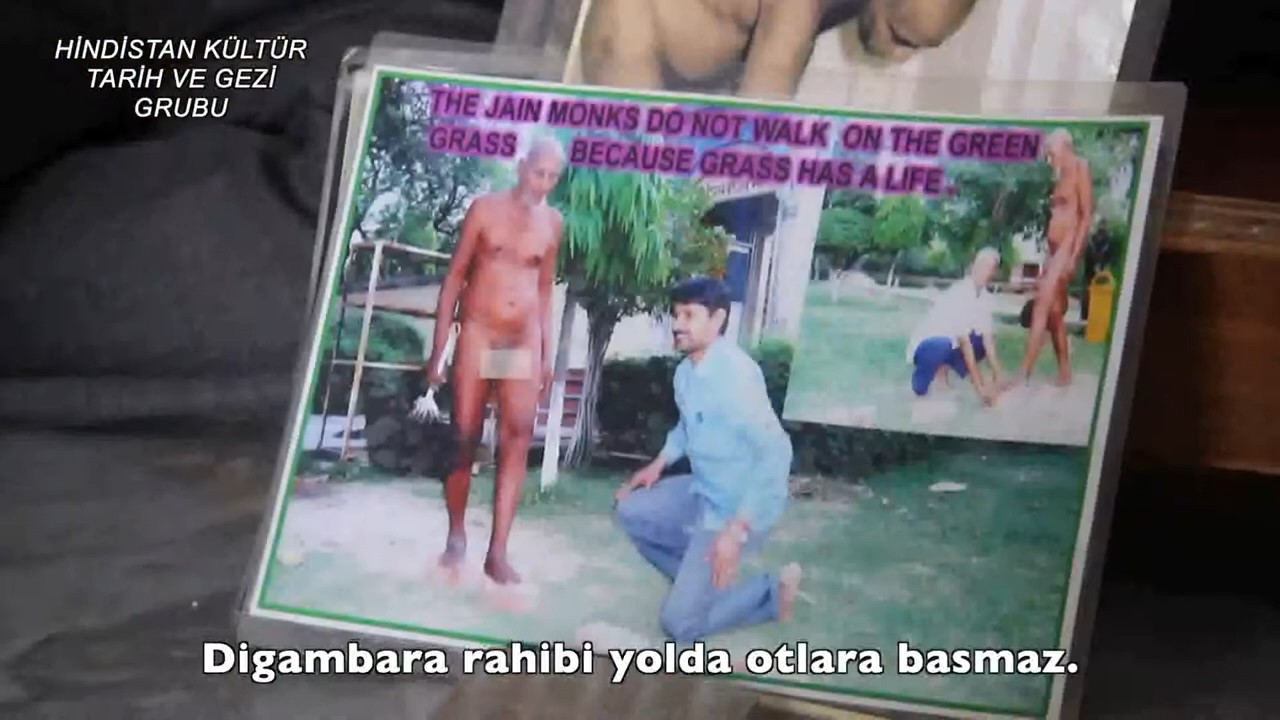 HİNDİSTAN KÜLTÜR
TARİH VE GEZİ
GRUBU
THE JAIN MONKS DO NOT WALK ON THE GREEN
GRASS BECAUSE GRASS HAS A LIFE.
Digambara rahibi yolda otlara basmaz.